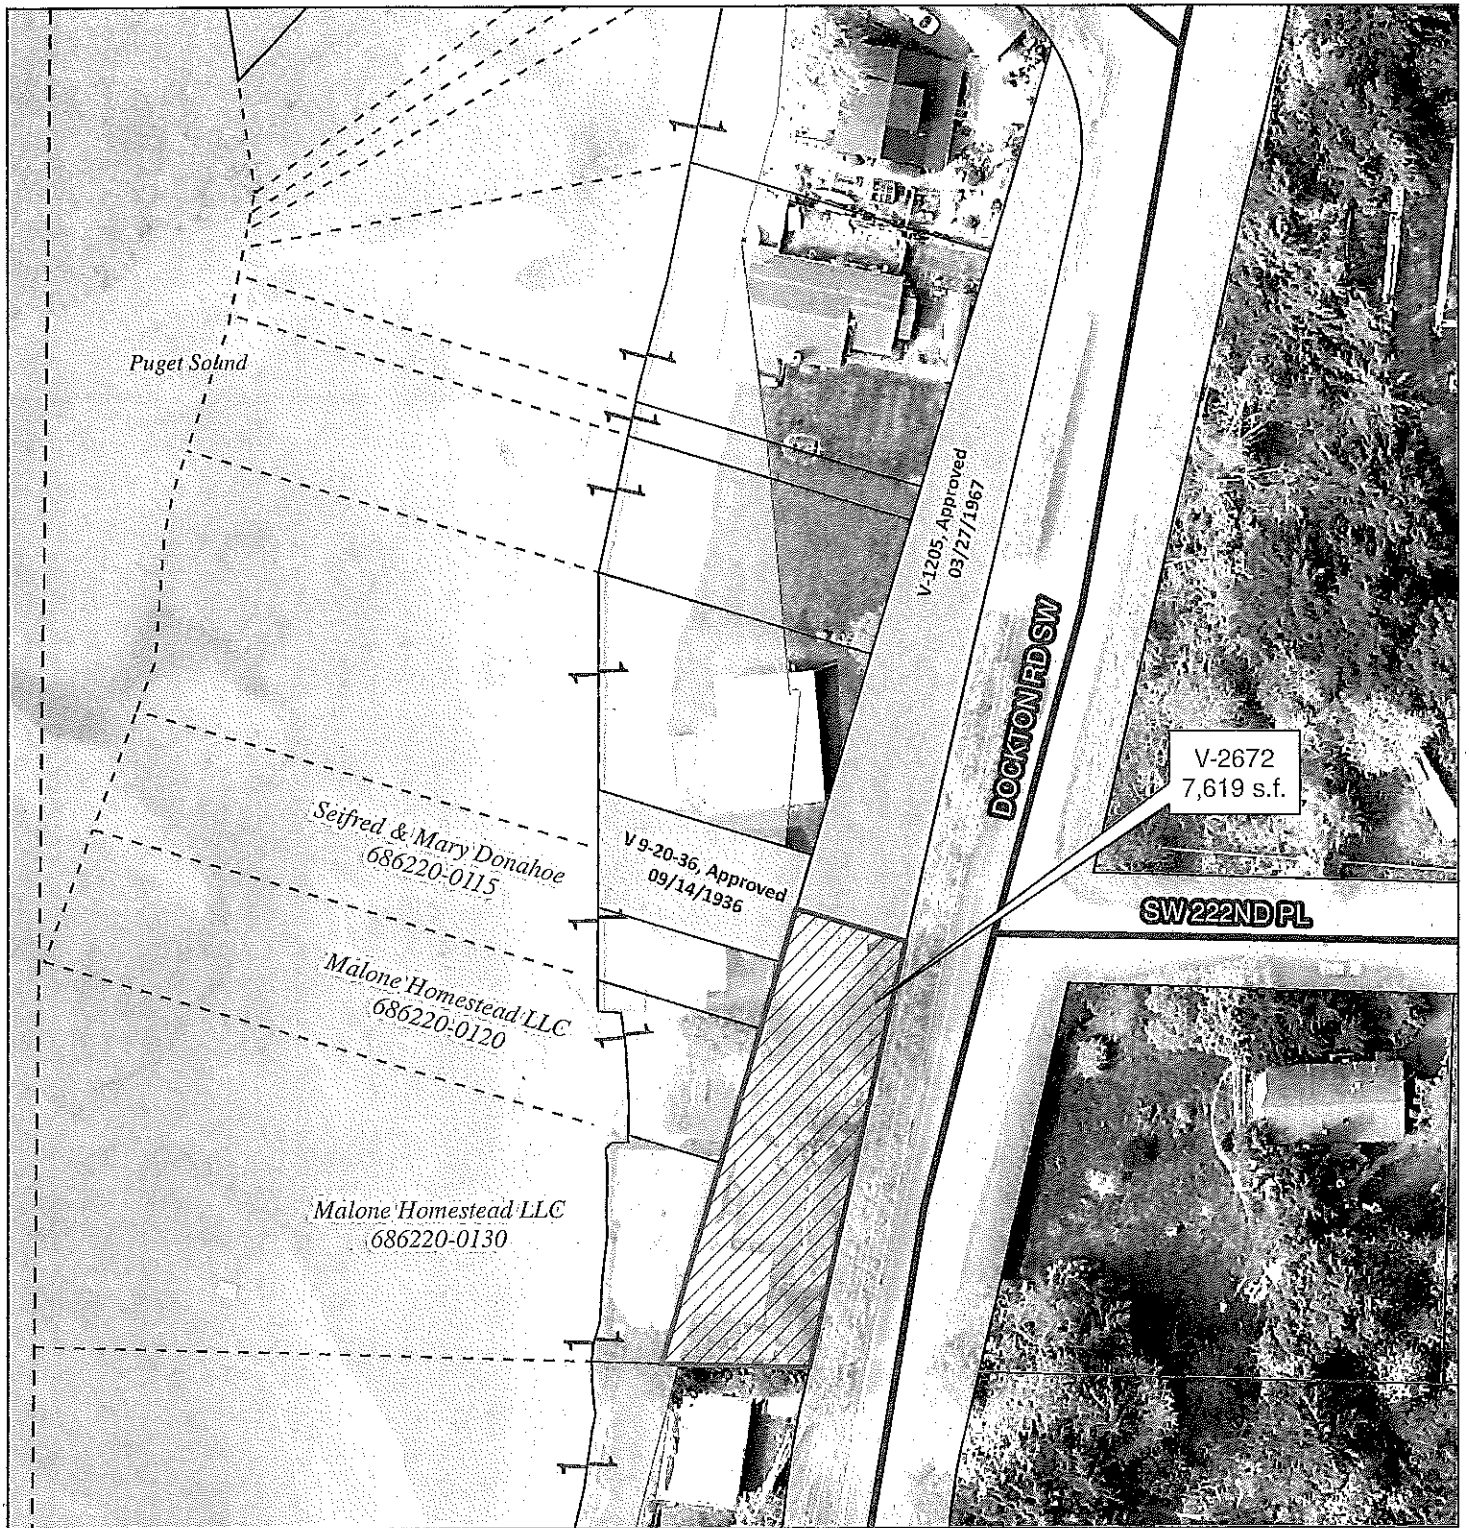 Puget Sound
V-1205, Approved
03/27/1967
DOCKTON RD SW
V-2672
7,619 s.f.
Seifred & Mary Donahoe
686220-0115
V 9-20-36, Approved
09/14/1936
SW 222ND PL
Malone Homestead LLC
686220-0120
Malone Homestead LLC
686220-0130